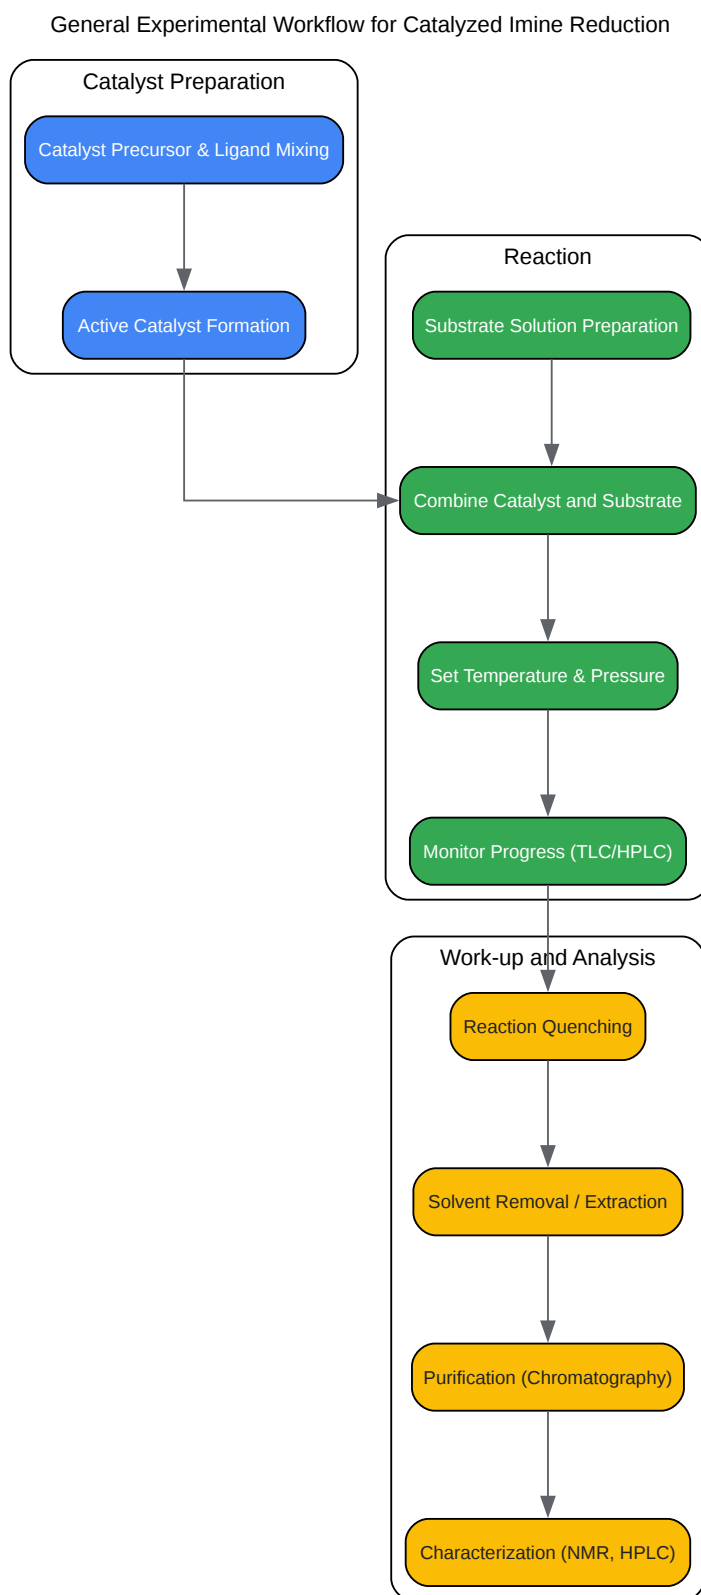 General Experimental Workflow for Catalyzed Imine Reduction
Catalyst Preparation
Catalyst Precursor & Ligand Mixing
Active Catalyst Formation
Reaction
Substrate Solution Preparation
Combine Catalyst and Substrate
Set Temperature & Pressure
Monitor Progress (TLC/HPLC)
Work-up and Analysis
Reaction Quenching
Solvent Removal / Extraction
Purification (Chromatography)
Characterization (NMR, HPLC)